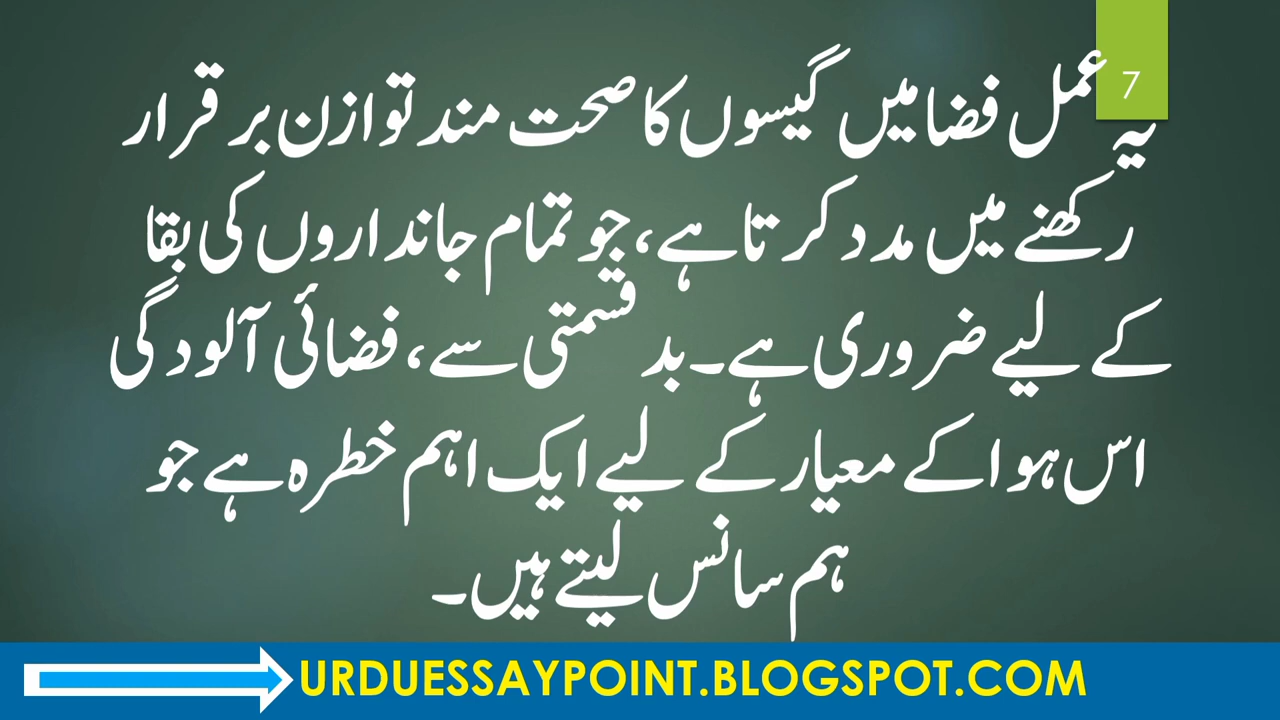 7
یہ عمل فضا میں گیسوں کا صحت مند توازن برقرار
رکھنے میں مدد کرتا ہے، جو تمام جانداروں کی بقا
کے لیے ضروری ہے۔ بدقسمتی سے، فضائی آلودگی
اس ہوا کے معیار کے لیے ایک اہم خطرہ ہے جو
ہم سانس لیتے ہیں۔
URDUESSAYPOINT.BLOGSPOT.COM